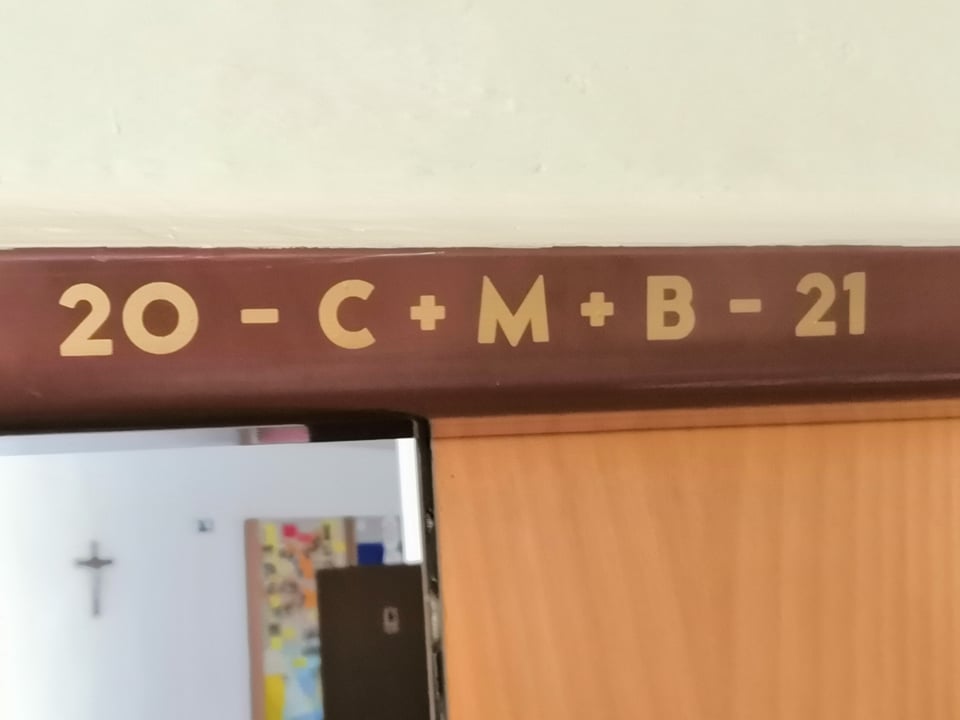 20 - C + M + B - 21